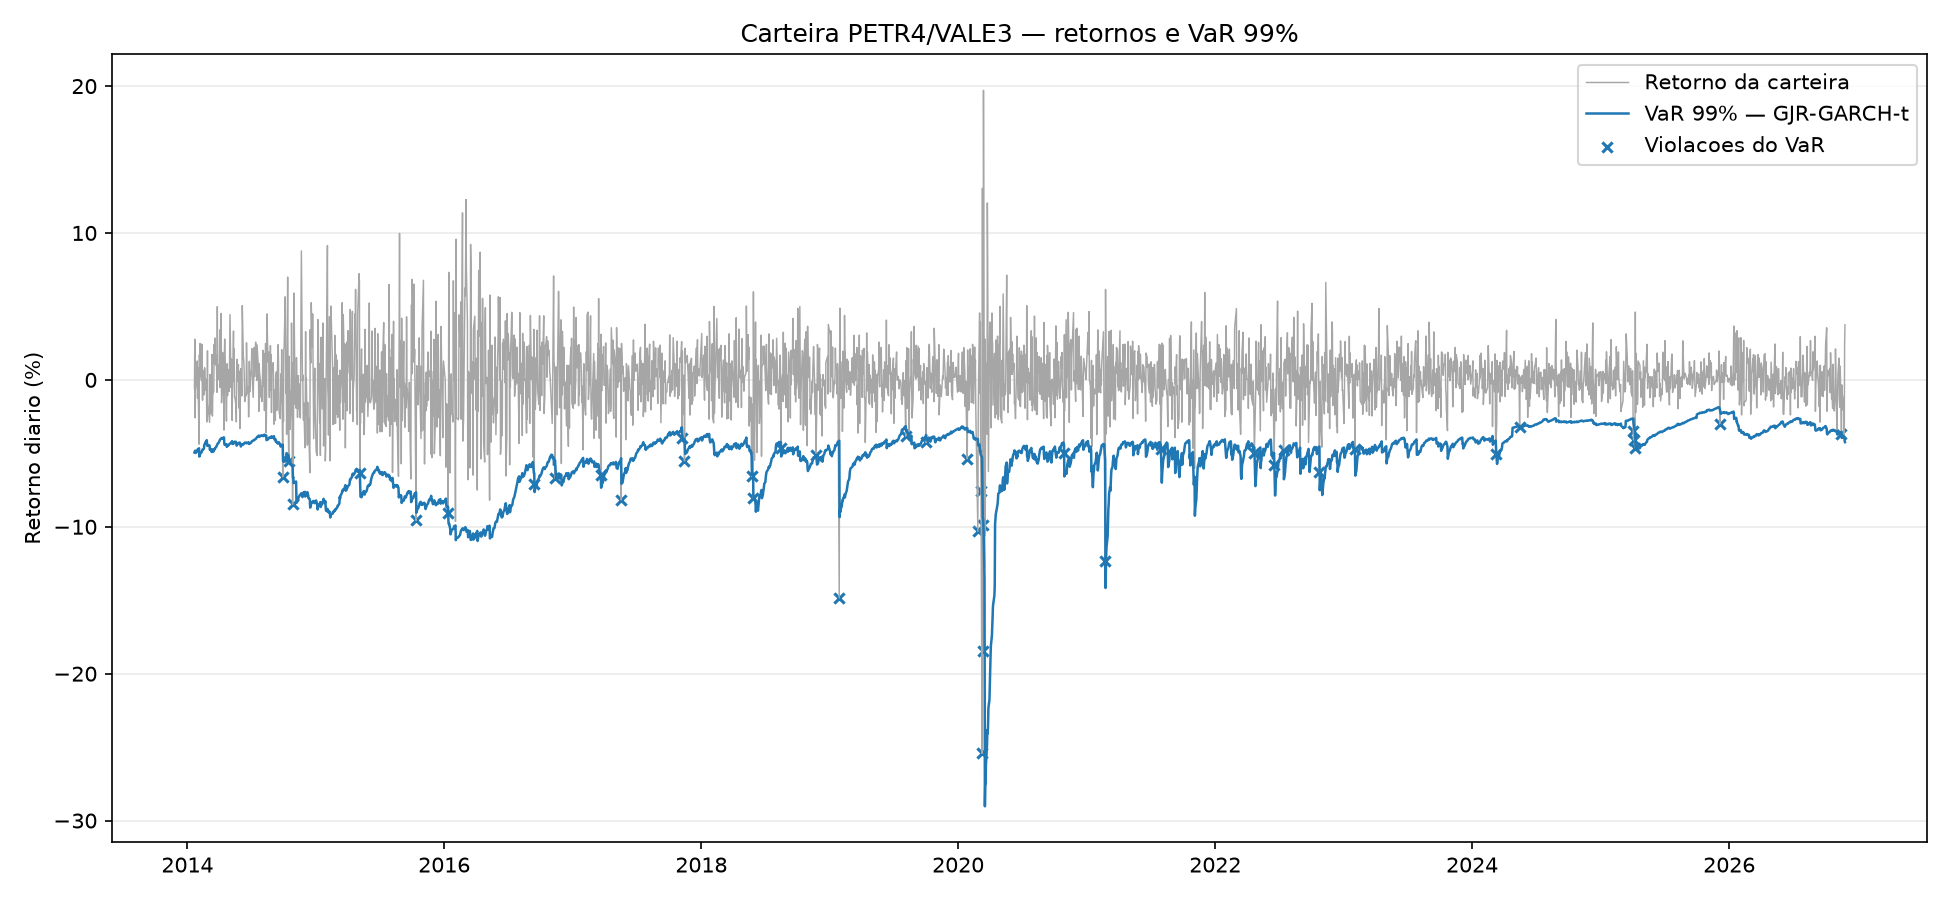 Carteira PETR4/VALE3 — retornos e VaR 99%
Retorno da carteira
VaR 99% — GJR-GARCH-t
Violacoes do VaR
Retorno diario (%)
20
10
0
−10
−20
−30
2014
2016
2018
2020
2022
2024
2026